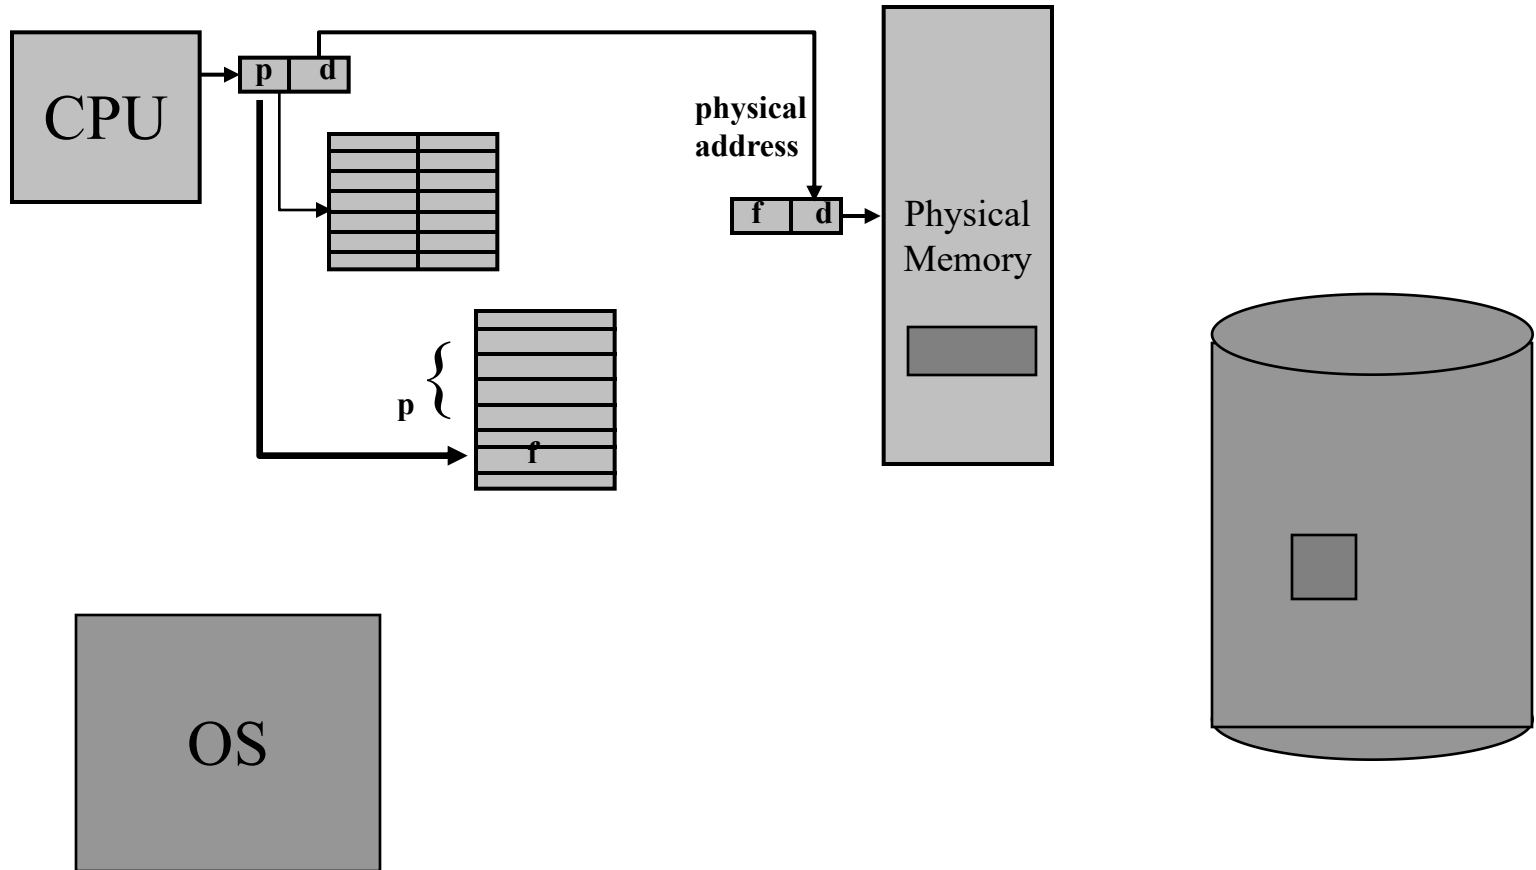 CPU
p
d
physical
address
f
d
Physical
Memory
p
{
f
OS